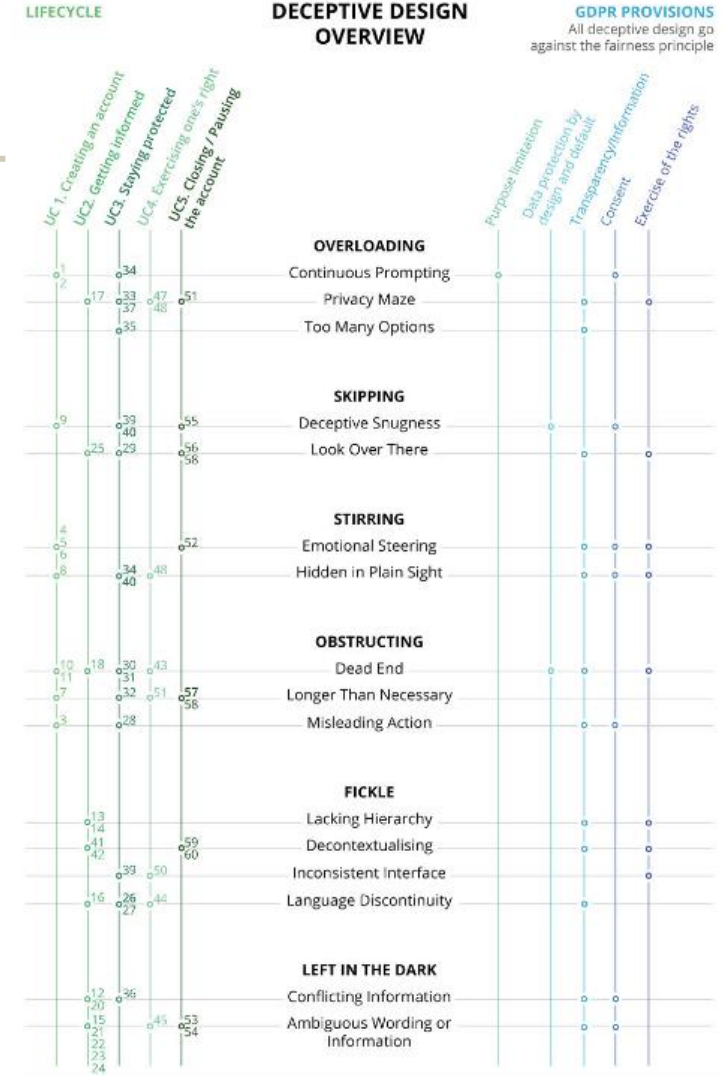 LIFECYCLE
DECEPTIVE DESIGN
OVERVIEW
GDPR PROVISIONS
All deceptive design go
against the fairness principle
UC 1. Creating an account
UC2. Getting informed
UC3. Staying protected
UC4. Exercising one's right
UC5. Closing / Pausing
the account
Purpose limitation
Data protection by
design and default
Transparency/Information
Consent
Exercise of the rights
OVERLOADING
1 34 Continuous Prompting
2
17 33 47 51 Privacy Maze
37 48
35 Too Many Options
SKIPPING
9 39 55 Deceptive Snugness
40
25 29 56 Look Over There
58
STIRRING
4
5 52 Emotional Steering
6
8 34 48 Hidden in Plain Sight
40
OBSTRUCTING
10 18 30 43 Dead End
11 31
7 32 51 57 Longer Than Necessary
58
3 28 Misleading Action
FICKLE
13 Lacking Hierarchy
14
41 59 Decontextualising
42 60
39 50 Inconsistent Interface
16 26 44 Language Discontinuity
27
LEFT IN THE DARK
12 36 Conflicting Information
20
15 45 53 Ambiguous Wording or
21 54 Information
22
23
24